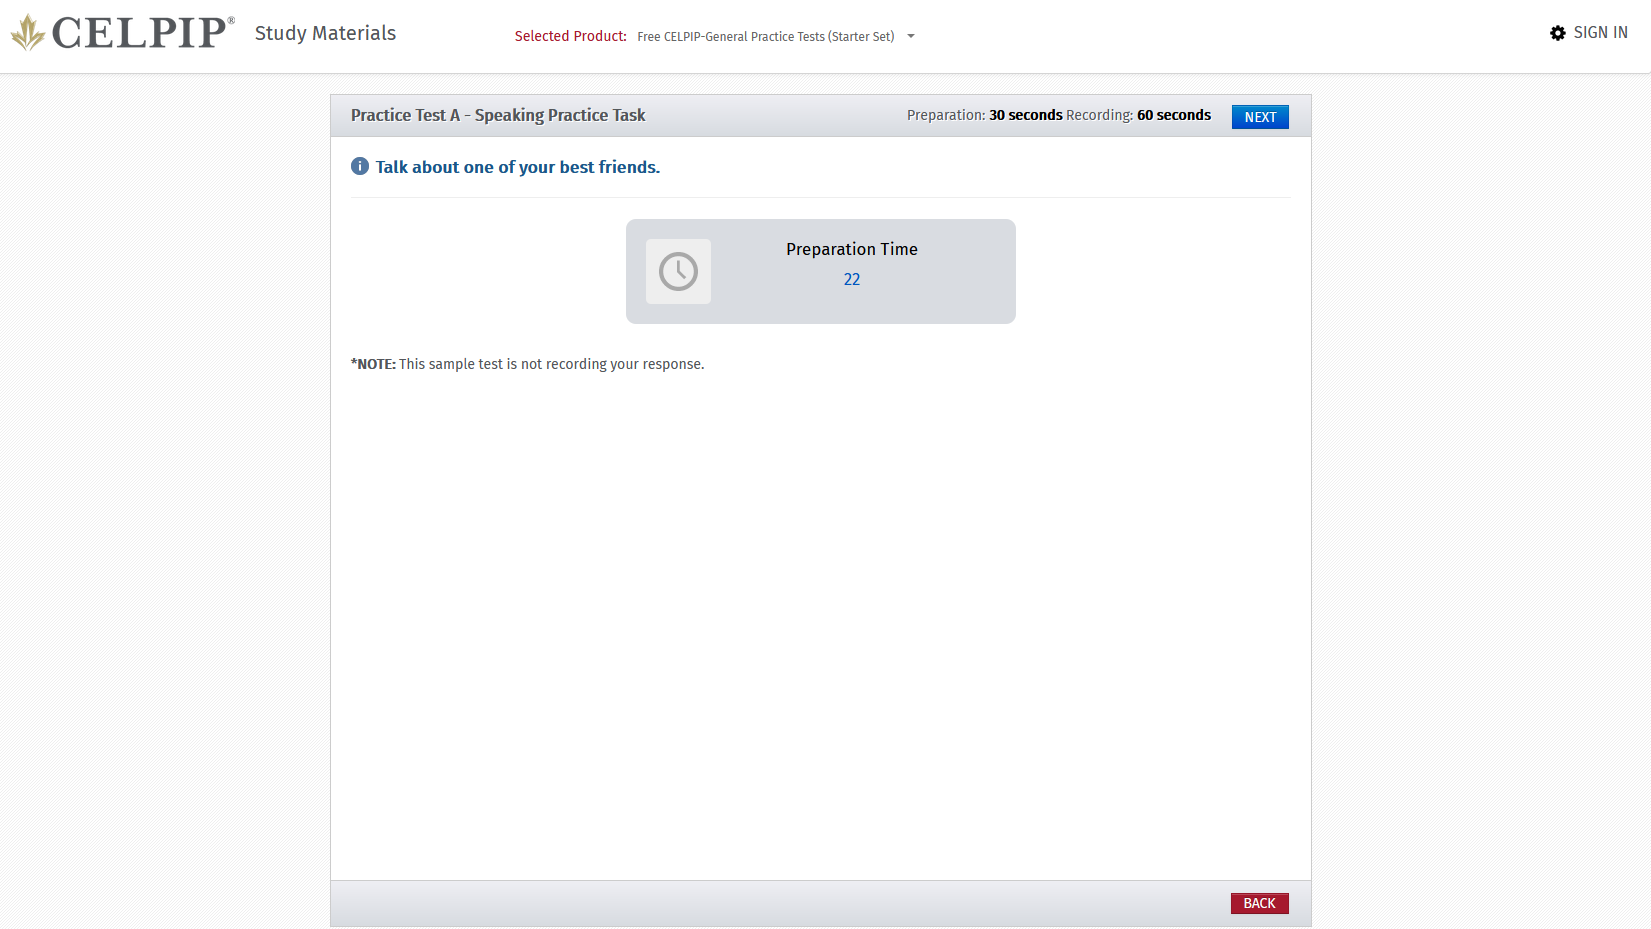 CELPIP® Study Materials
Selected Product: Free CELPIP-General Practice Tests (Starter Set)
SIGN IN
Practice Test A - Speaking Practice Task
Preparation: 30 seconds Recording: 60 seconds
NEXT
Talk about one of your best friends.
Preparation Time
22
*NOTE: This sample test is not recording your response.
BACK